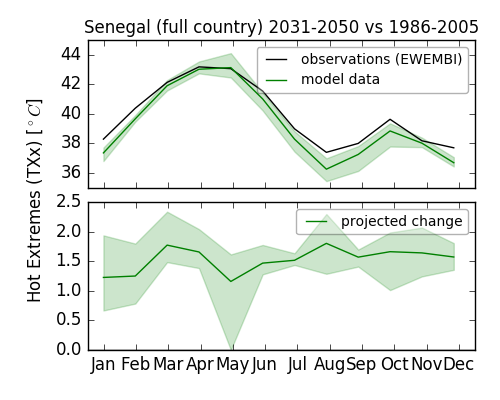 Senegal (full country) 2031-2050 vs 1986-2005
Hot Extremes (TXx) [°C]
44
42
40
38
36
observations (EWEMBI)
model data
2.5
2.0
1.5
1.0
0.5
0.0
projected change
Jan Feb Mar Apr May Jun Jul Aug Sep Oct Nov Dec